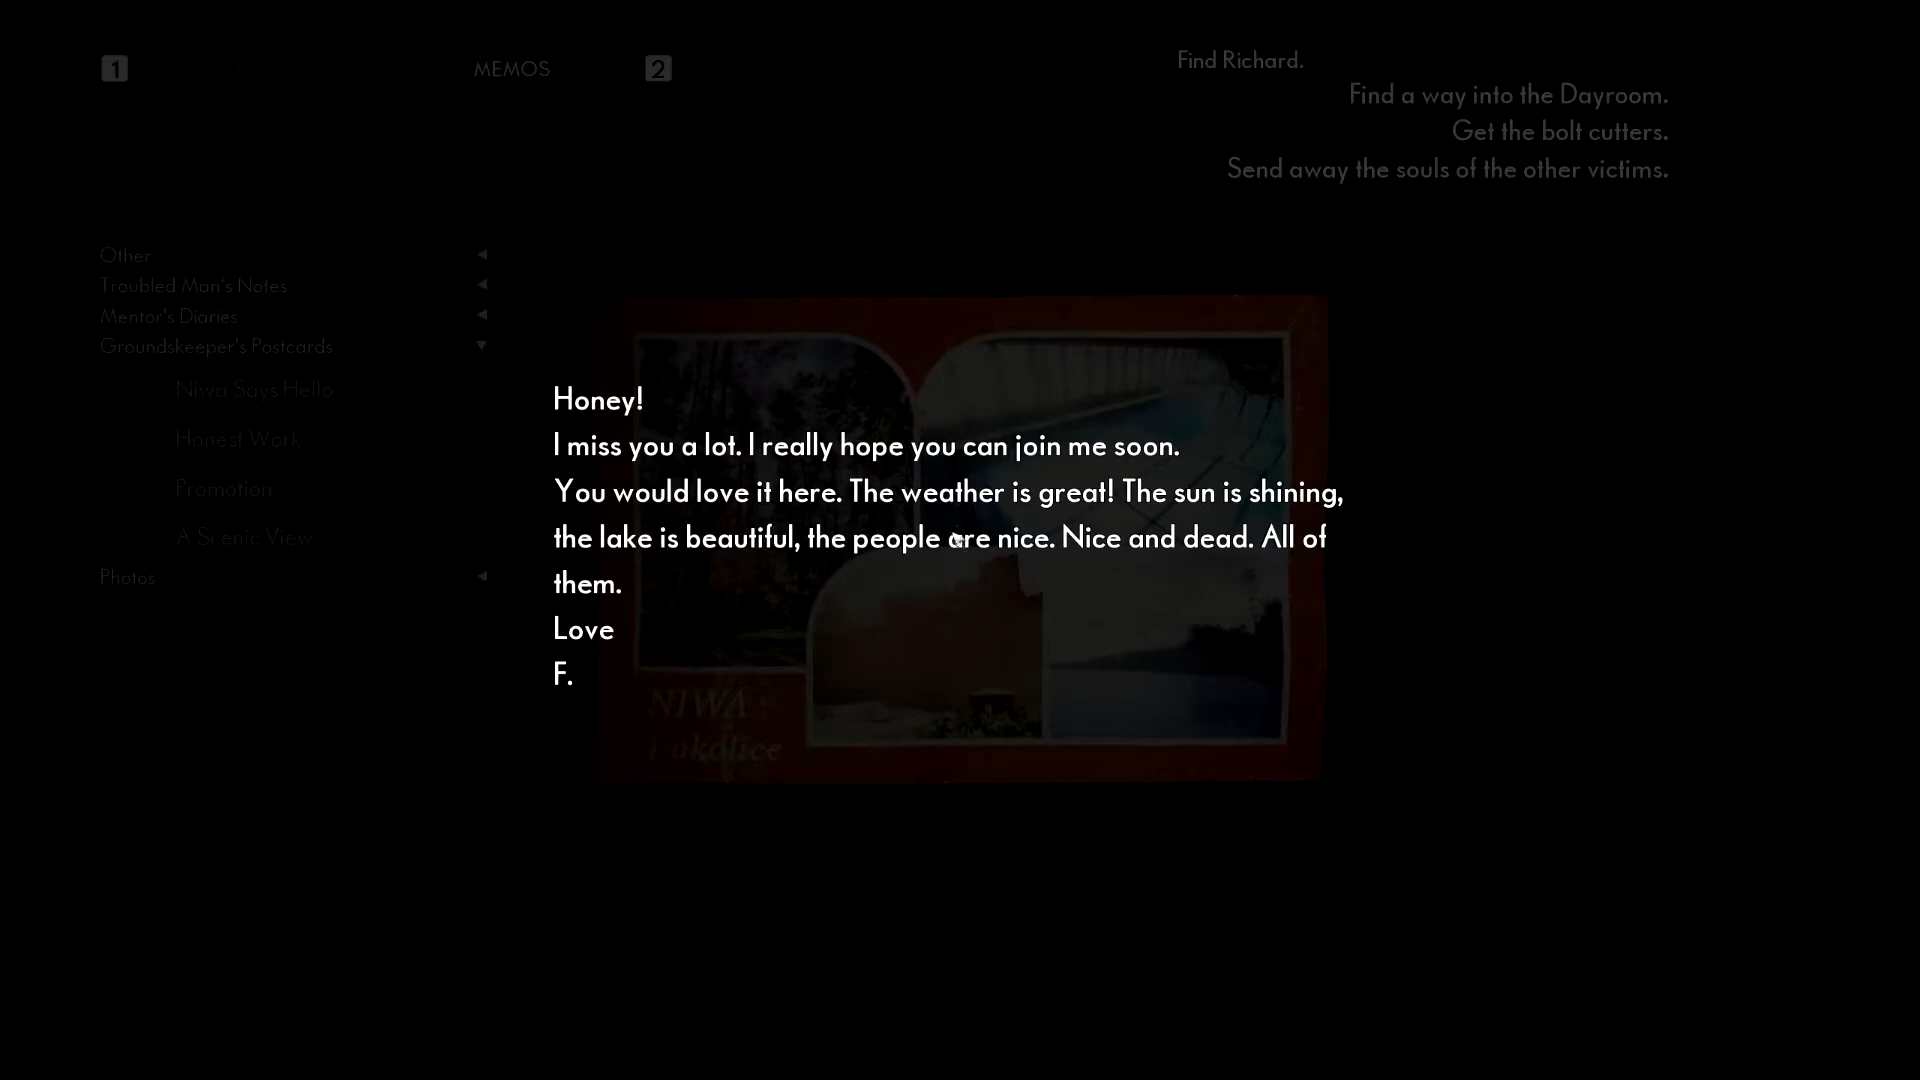 1
MEMOS
2
Find Richard.
Find a way into the Dayroom.
Get the bolt cutters.
Send away the souls of the other victims.
Other
Troubled Man's Notes
Mentor's Diaries
Groundskeeper's Postcards
Niwa Says Hello
Honest Work
Promotion
A Scenic View
Photos
Honey!
I miss you a lot. I really hope you can join me soon.
You would love it here. The weather is great! The sun is shining,
the lake is beautiful, the people are nice. Nice and dead. All of
them.
Love
F.
NIWA